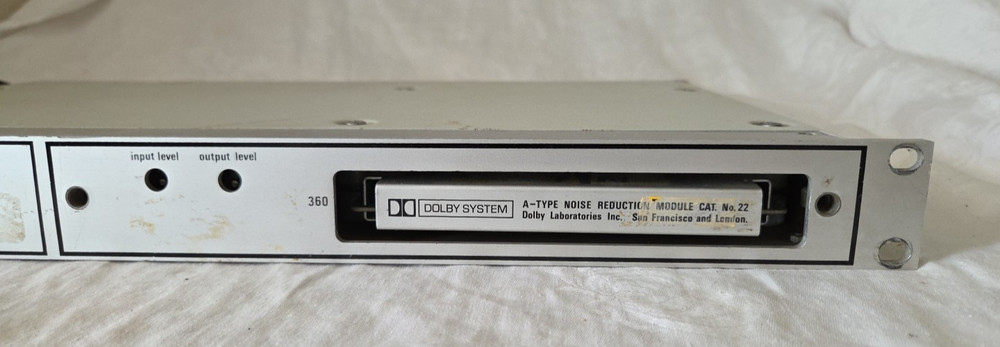 input level output level
360
DOLBY SYSTEM
A-TYPE NOISE REDUCTION MODULE CAT. No. 22
Dolby Laboratories Inc. San Francisco and London.